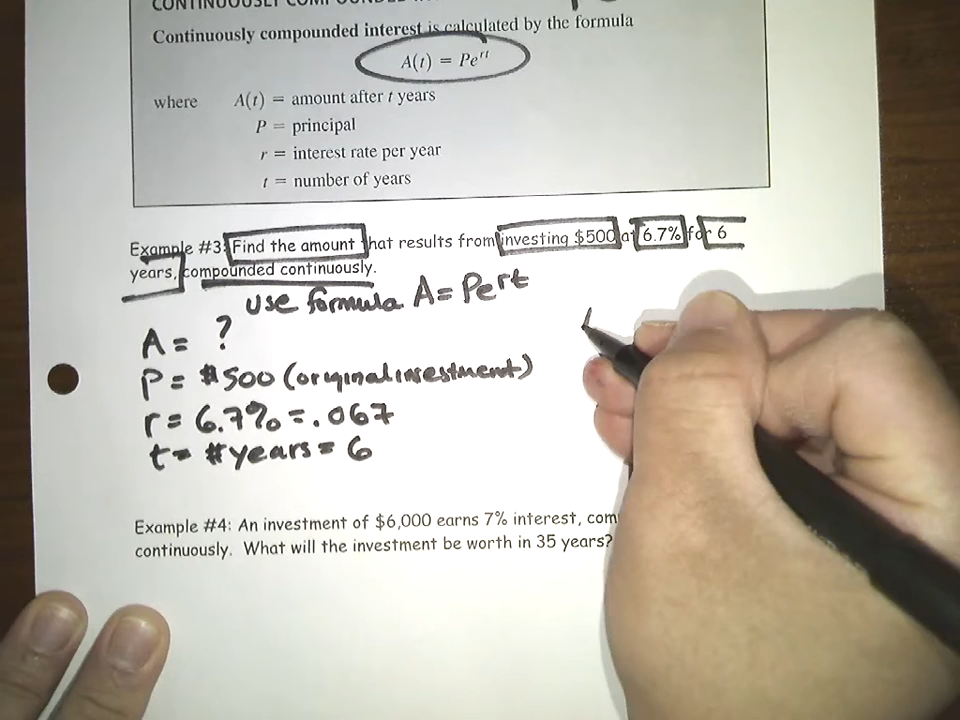 CONTINUOUSLY COMPOUNDED
Continuously compounded interest is calculated by the formula
A(t) = Pe^{rt}
where A(t) = amount after t years
P = principal
r = interest rate per year
t = number of years
Example #3: Find the amount that results from investing $500 at 6.7% for 6
years, compounded continuously.
use formula A = Pe^{rt}
A = ?
P = $500 (original investment)
r = 6.7% = .067
t = # years = 6
Example #4: An investment of $6,000 earns 7% interest,
continuously. What will the investment be worth in 35 years?